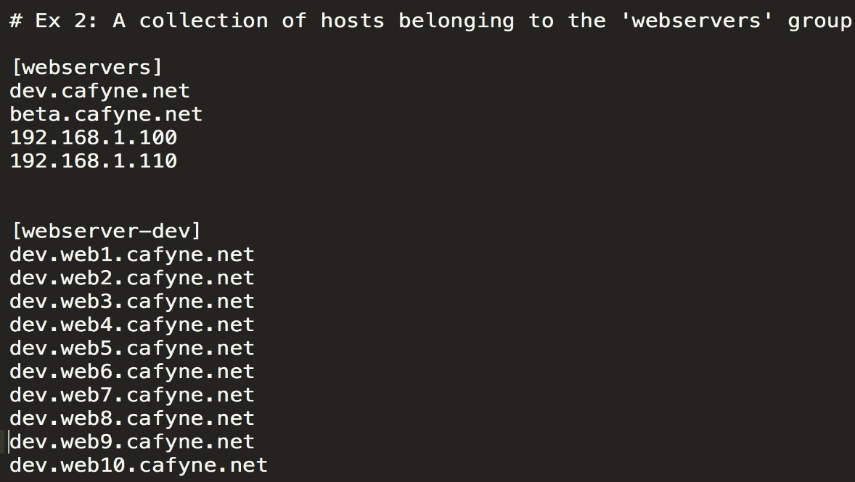 # Ex 2: A collection of hosts belonging to the 'webservers' group
[webservers]
dev.cafyne.net
beta.cafyne.net
192.168.1.100
192.168.1.110
[webserver-dev]
dev.web1.cafyne.net
dev.web2.cafyne.net
dev.web3.cafyne.net
dev.web4.cafyne.net
dev.web5.cafyne.net
dev.web6.cafyne.net
dev.web7.cafyne.net
dev.web8.cafyne.net
dev.web9.cafyne.net
dev.web10.cafyne.net